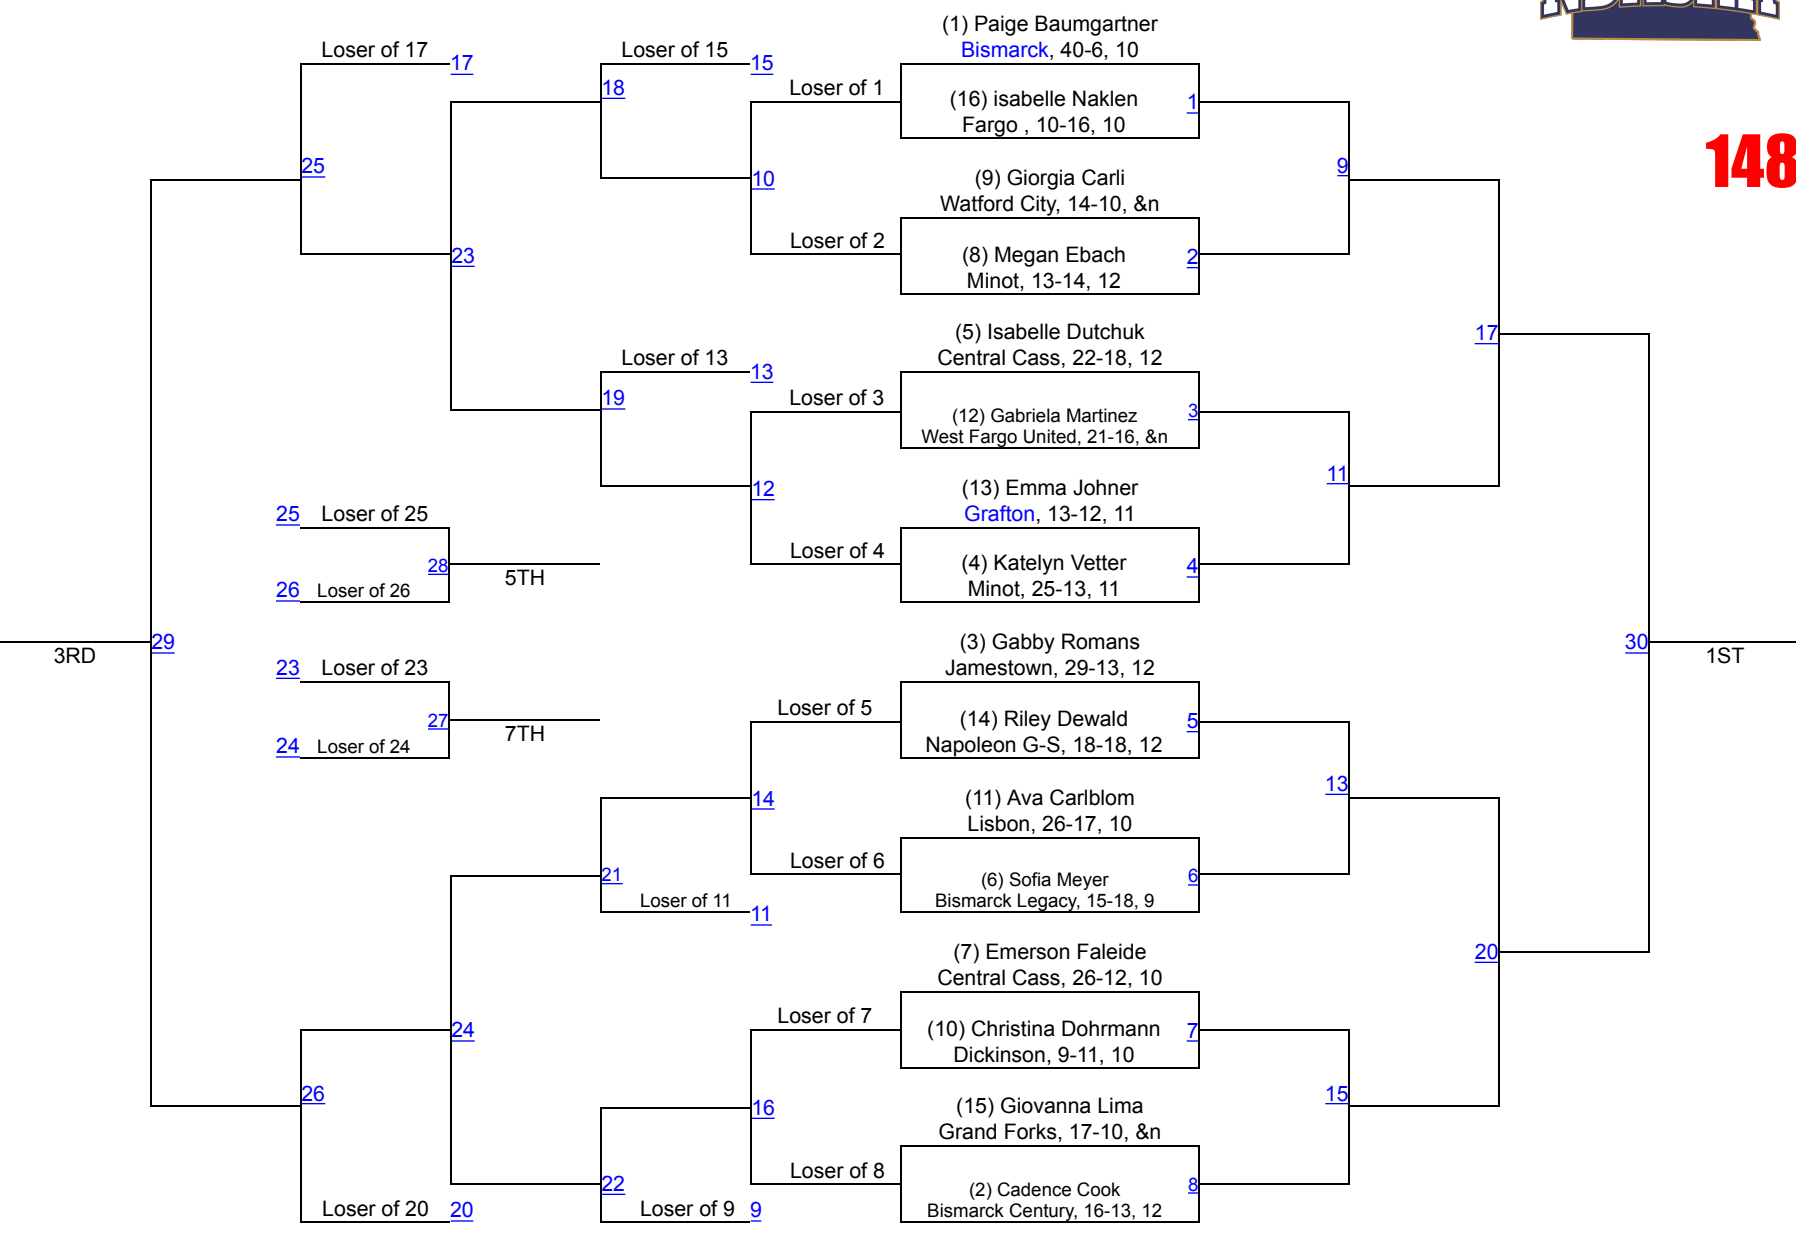 NDHSAA
148
(1) Paige Baumgartner
Bismarck, 40-6, 10
(16) isabelle Naklen
Fargo , 10-16, 10
1
(9) Giorgia Carli
Watford City, 14-10, &n
(8) Megan Ebach
Minot, 13-14, 12
2
(5) Isabelle Dutchuk
Central Cass, 22-18, 12
(12) Gabriela Martinez
West Fargo United, 21-16, &n
3
(13) Emma Johner
Grafton, 13-12, 11
(4) Katelyn Vetter
Minot, 25-13, 11
4
(3) Gabby Romans
Jamestown, 29-13, 12
(14) Riley Dewald
Napoleon G-S, 18-18, 12
5
(11) Ava Carlblom
Lisbon, 26-17, 10
(6) Sofia Meyer
Bismarck Legacy, 15-18, 9
6
(7) Emerson Faleide
Central Cass, 26-12, 10
(10) Christina Dohrmann
Dickinson, 9-11, 10
7
(15) Giovanna Lima
Grand Forks, 17-10, &n
(2) Cadence Cook
Bismarck Century, 16-13, 12
8
9
11
13
15
17
20
30
1ST
Loser of 1
Loser of 2
10
Loser of 3
Loser of 4
12
Loser of 5
Loser of 6
14
Loser of 7
Loser of 8
16
Loser of 15 15
18
Loser of 13 13
19
21
Loser of 11 11
22
Loser of 9 9
Loser of 17 17
23
25
24
26
Loser of 20 20
25 Loser of 25
26 Loser of 26
28
5TH
23 Loser of 23
24 Loser of 24
27
7TH
29
3RD